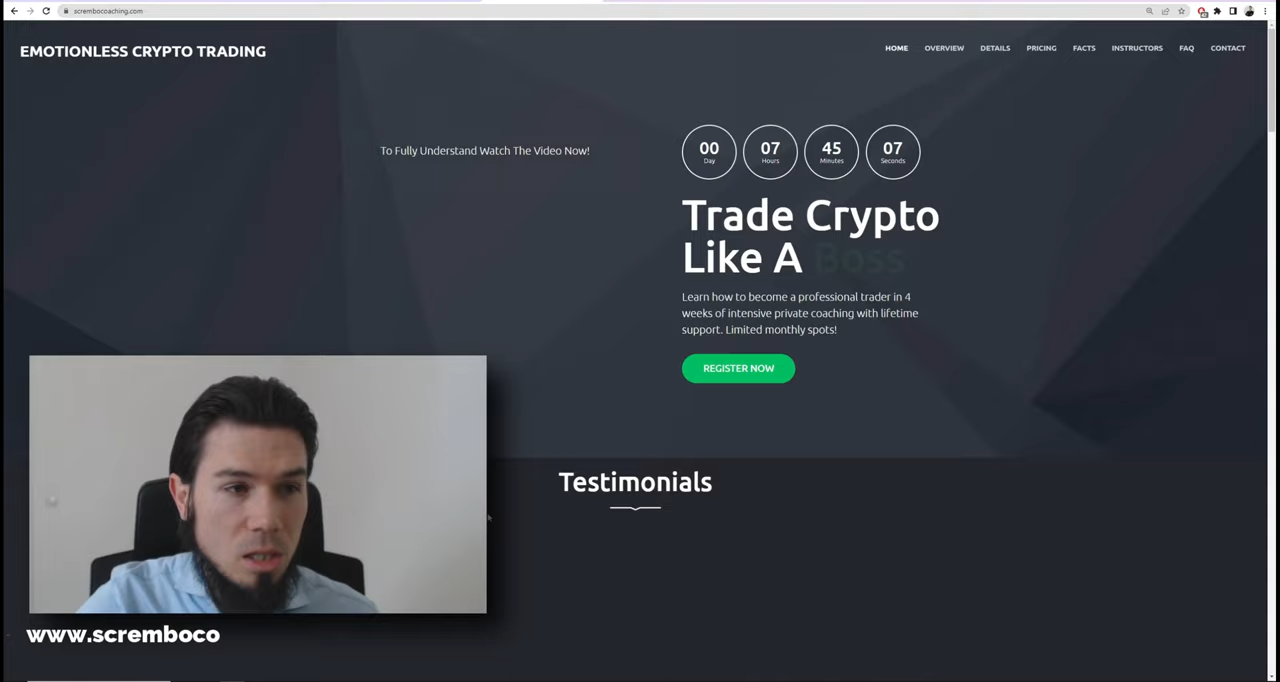 scrembocoaching.com
EMOTIONLESS CRYPTO TRADING
HOME OVERVIEW DETAILS PRICING FACTS INSTRUCTORS FAQ CONTACT
To Fully Understand Watch The Video Now!
00 07 45 07
Day Hours Minutes Seconds
Trade Crypto
Like A Boss
Learn how to become a professional trader in 4
weeks of intensive private coaching with lifetime
support. Limited monthly spots!
REGISTER NOW
Testimonials
www.scremboco